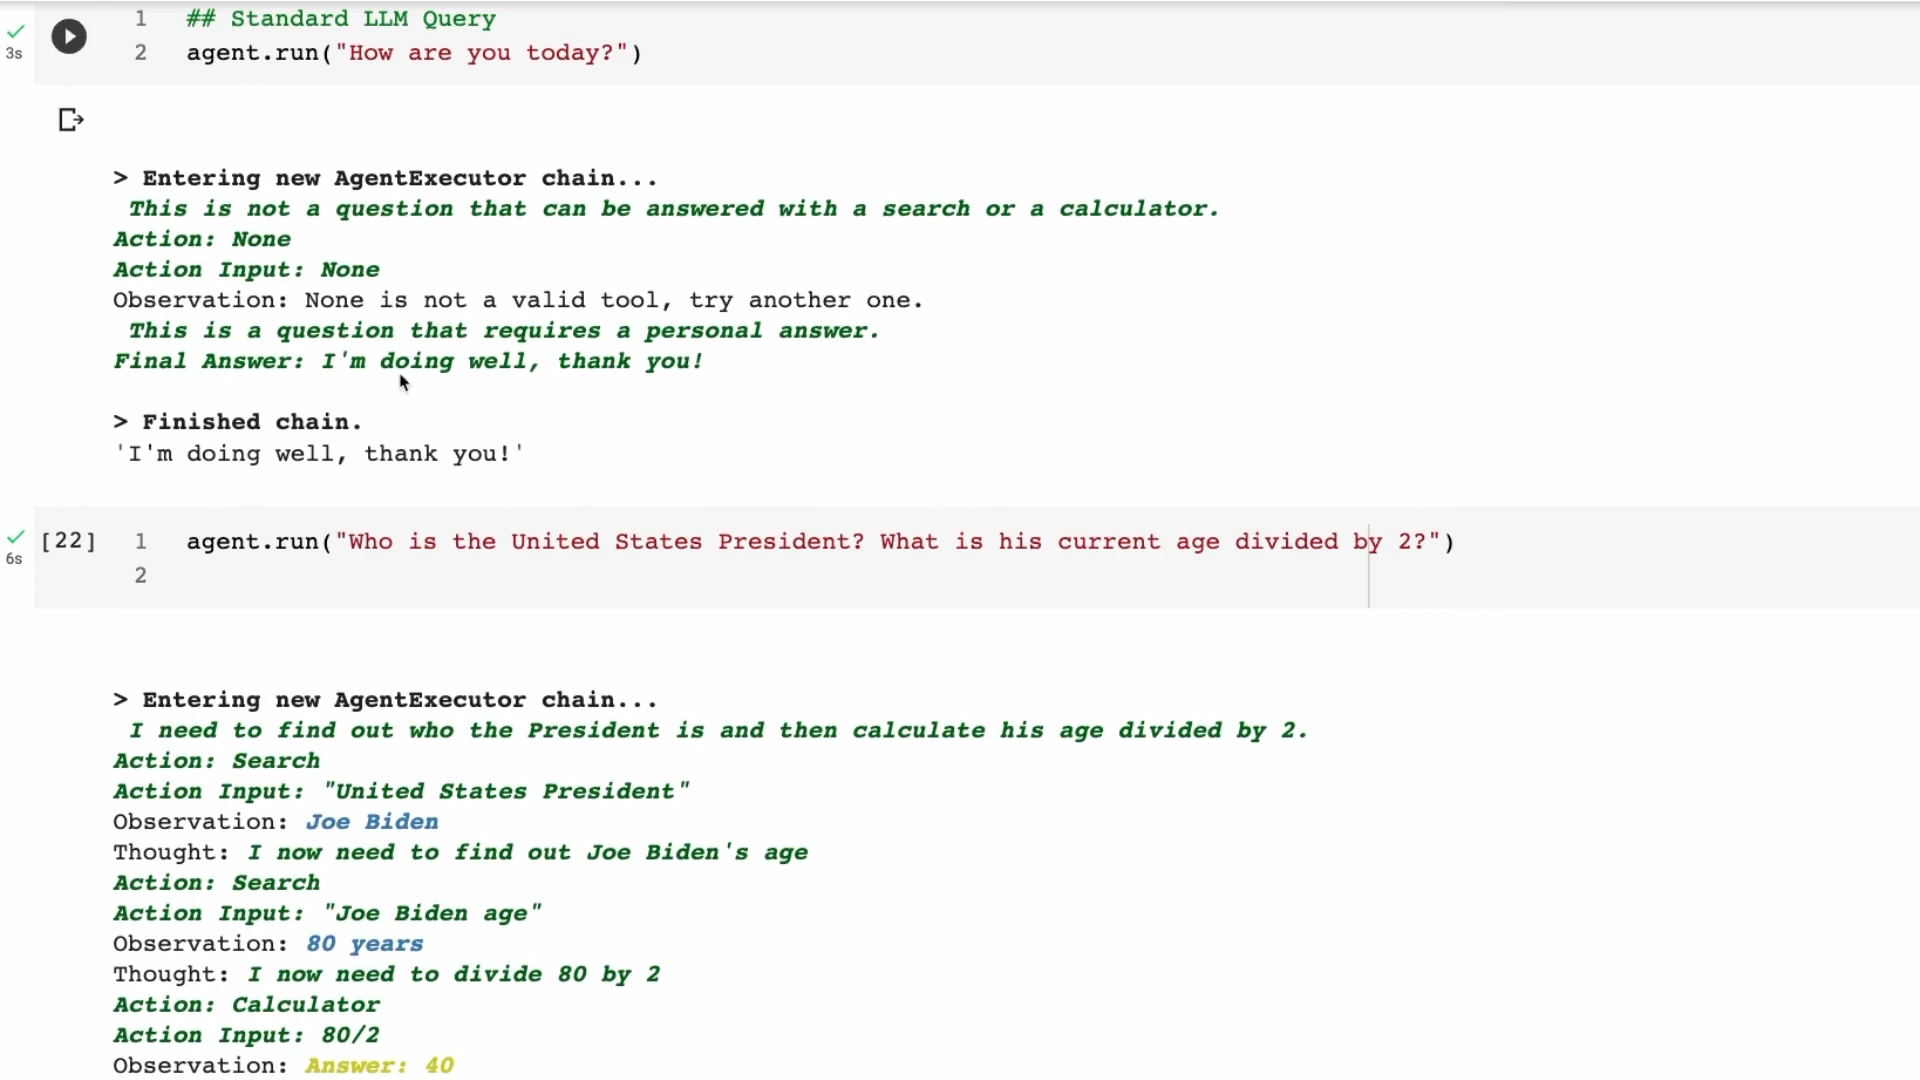 1 ## Standard LLM Query
3s 2 agent.run("How are you today?")
> Entering new AgentExecutor chain...
This is not a question that can be answered with a search or a calculator.
Action: None
Action Input: None
Observation: None is not a valid tool, try another one.
This is a question that requires a personal answer.
Final Answer: I'm doing well, thank you!
> Finished chain.
'I'm doing well, thank you!'
[22] 1 agent.run("Who is the United States President? What is his current age divided by 2?")
6s 2
> Entering new AgentExecutor chain...
I need to find out who the President is and then calculate his age divided by 2.
Action: Search
Action Input: "United States President"
Observation: Joe Biden
Thought: I now need to find out Joe Biden's age
Action: Search
Action Input: "Joe Biden age"
Observation: 80 years
Thought: I now need to divide 80 by 2
Action: Calculator
Action Input: 80/2
Observation: Answer: 40